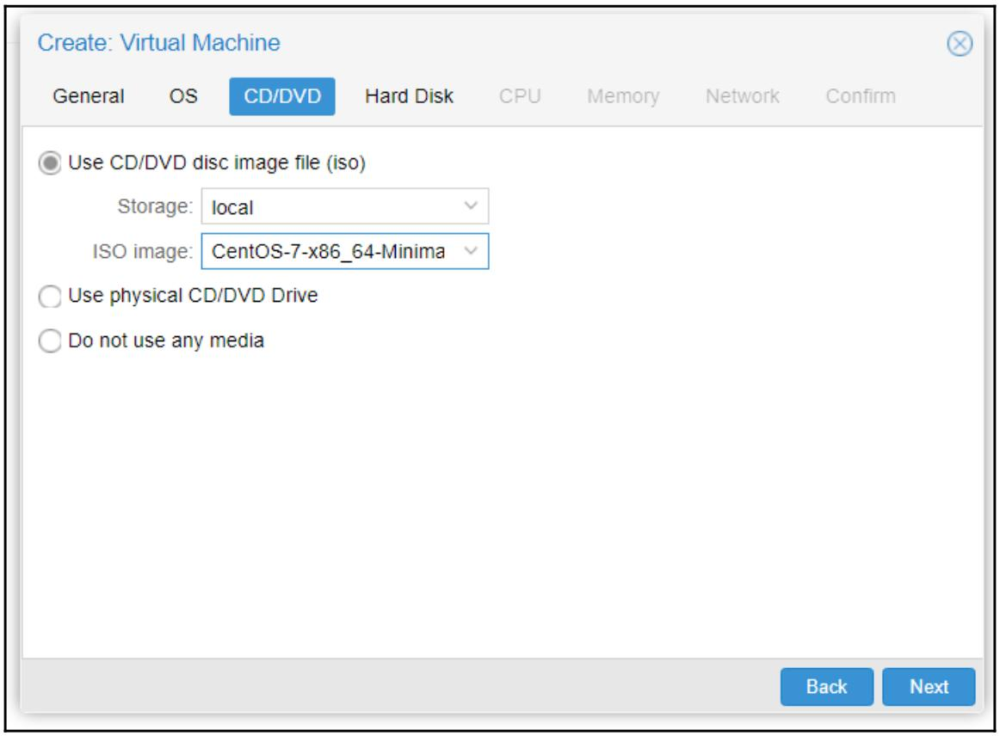 Create: Virtual Machine
General OS CD/DVD Hard Disk CPU Memory Network Confirm
Use CD/DVD disc image file (iso)
Storage: local
ISO image: CentOS-7-x86_64-Minima
Use physical CD/DVD Drive
Do not use any media
Back Next